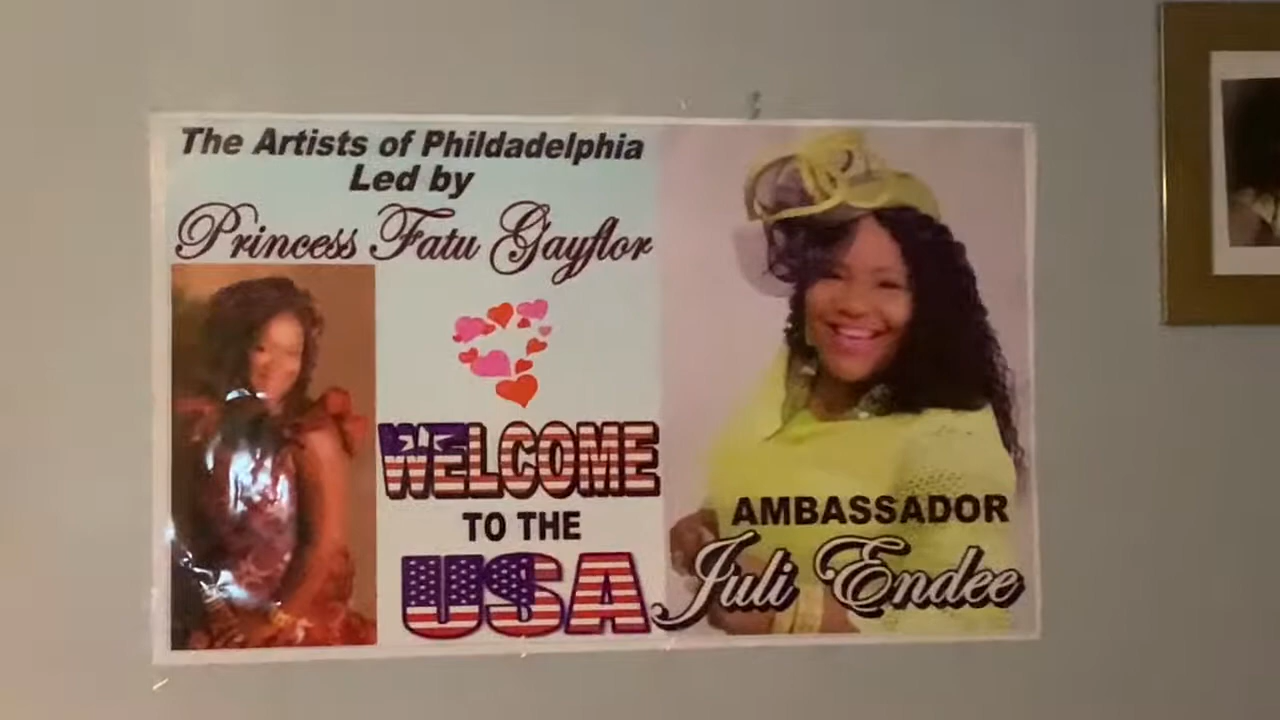 The Artists of Phildadelphia
Led by
Princess Fatu Gayflor
WELCOME
TO THE
USA
AMBASSADOR
Juli Endee